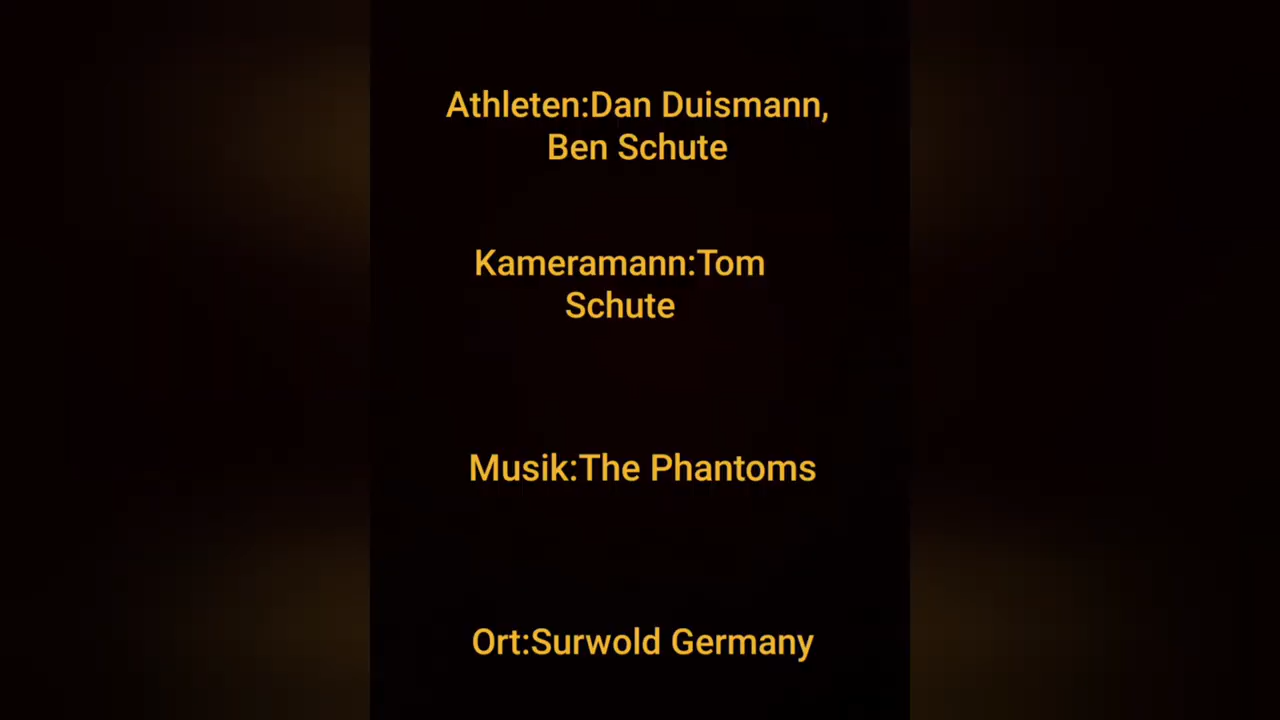 Athleten:Dan Duismann,
Ben Schute
Kameramann:Tom
Schute
Musik:The Phantoms
Ort:Surwold Germany